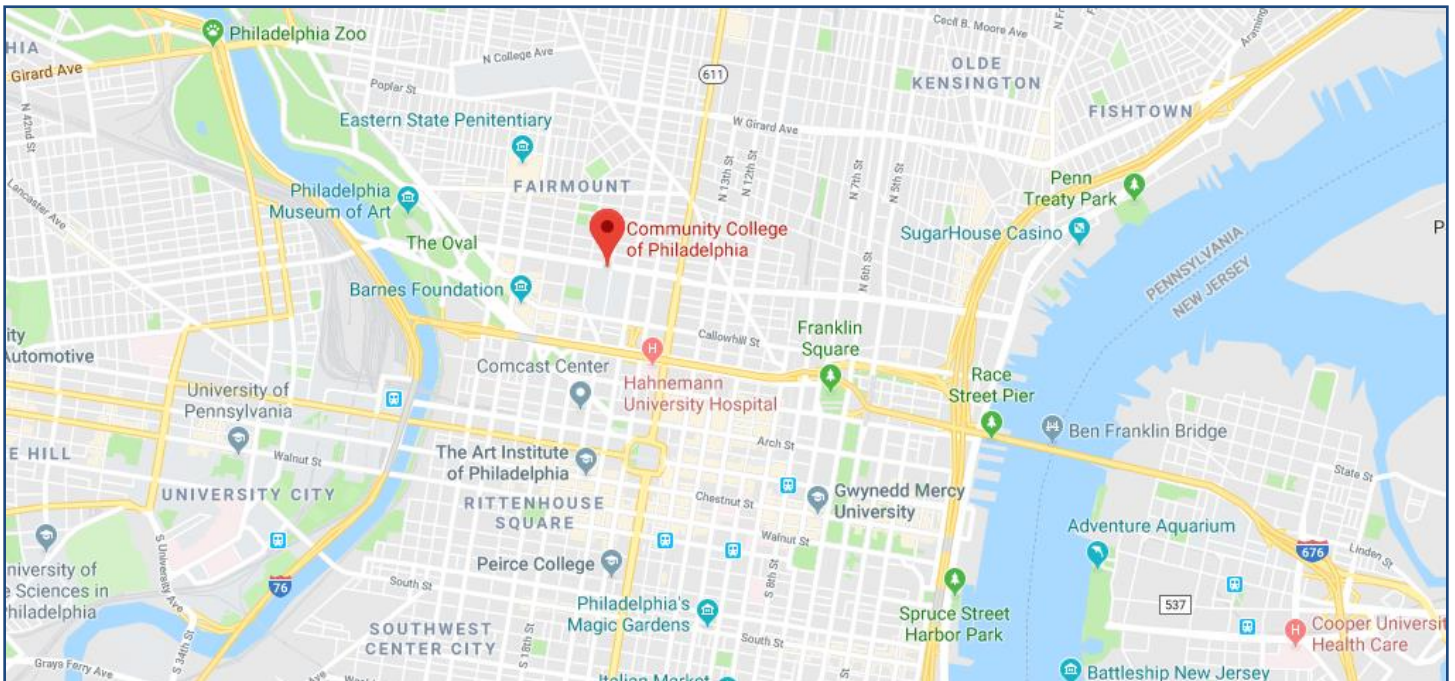 Philadelphia Zoo
HIA
Girard Ave
N 42nd St
Lancaster Ave
N College Ave
Poplar St
611
Cecil B. Moore Ave
OLDE
KENSINGTON
FISHTOWN
W Girard Ave
Eastern State Penitentiary
FAIRMOUNT
Philadelphia
Museum of Art
The Oval
Community College
of Philadelphia
N 13th St
N 12th St
N 7th St
N 5th St
N 6th St
Penn
Treaty Park
SugarHouse Casino
PENNSYLVANIA
NEW JERSEY
P
Barnes Foundation
Callowhill St
Franklin
Square
ity
Automotive
Comcast Center
Hahnemann
University Hospital
Race
Street Pier
University of
Pennsylvania
Ben Franklin Bridge
E HILL
Walnut St
The Art Institute
of Philadelphia
Arch St
State St
UNIVERSITY CITY
RITTENHOUSE
SQUARE
Chestnut St
Gwynedd Mercy
University
Walnut St
Adventure Aquarium
676
Linden St
niversity of
e Sciences in
hiladelphia
S University Ave
76
Peirce College
South St
S 8th St
Philadelphia's
Magic Gardens
Spruce Street
Harbor Park
537
Cooper Universit
Health Care
SOUTHWEST
CENTER CITY
S 34th St
S 18th St
South St
Grays Ferry Ave
Italian Market
Battleship New Jersey